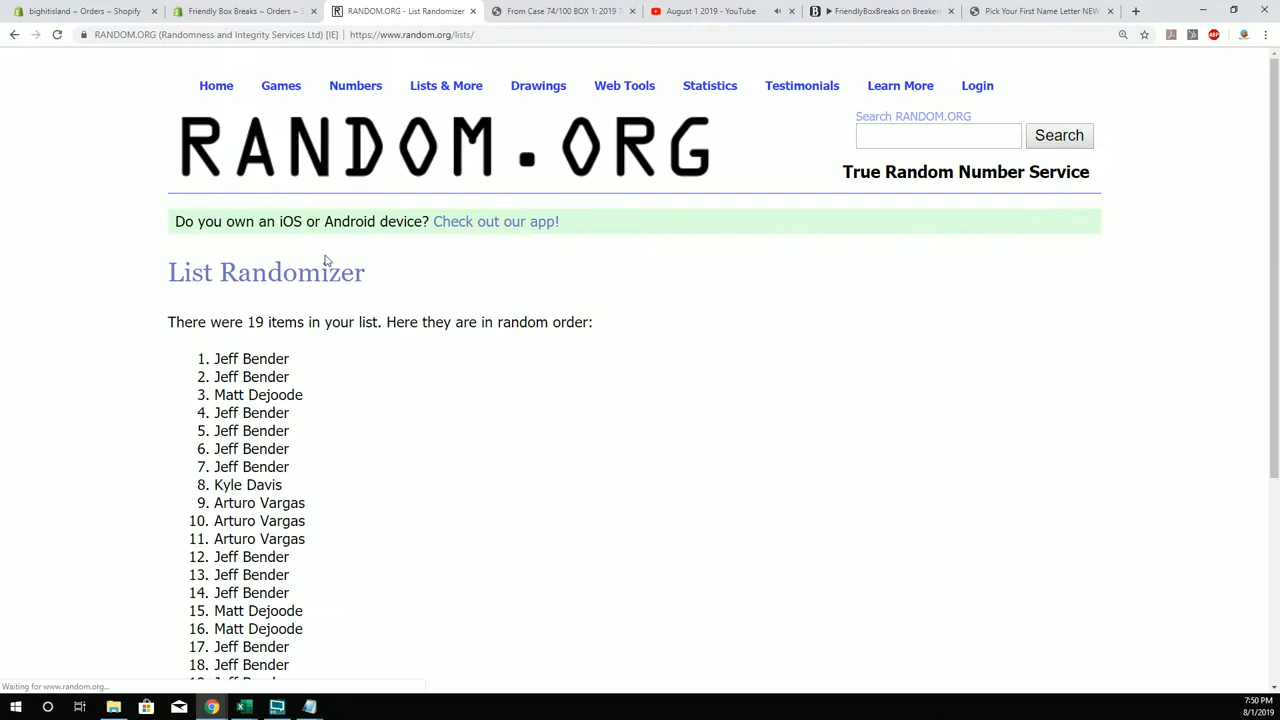 bighitisland ~ Orders ~ Shopify
Friendly Box Breaks ~ Orders ~ S
RANDOM.ORG - List Randomizer
From Case 74/100 BOX 1: 2019 T
August 1 2019 - YouTube
FriendlyBoxBreaks on Breakers
Pick Your First Name Letter NEW
RANDOM.ORG (Randomness and Integrity Services Ltd) [IE] | https://www.random.org/lists/
Home Games Numbers Lists & More Drawings Web Tools Statistics Testimonials Learn More Login
RANDOM.ORG
Search RANDOM.ORG
Search
True Random Number Service
Do you own an iOS or Android device? Check out our app!
List Randomizer
There were 19 items in your list. Here they are in random order:
1. Jeff Bender
2. Jeff Bender
3. Matt Dejoode
4. Jeff Bender
5. Jeff Bender
6. Jeff Bender
7. Jeff Bender
8. Kyle Davis
9. Arturo Vargas
10. Arturo Vargas
11. Arturo Vargas
12. Jeff Bender
13. Jeff Bender
14. Jeff Bender
15. Matt Dejoode
16. Matt Dejoode
17. Jeff Bender
18. Jeff Bender
Waiting for www.random.org...
7:50 PM
8/1/2019